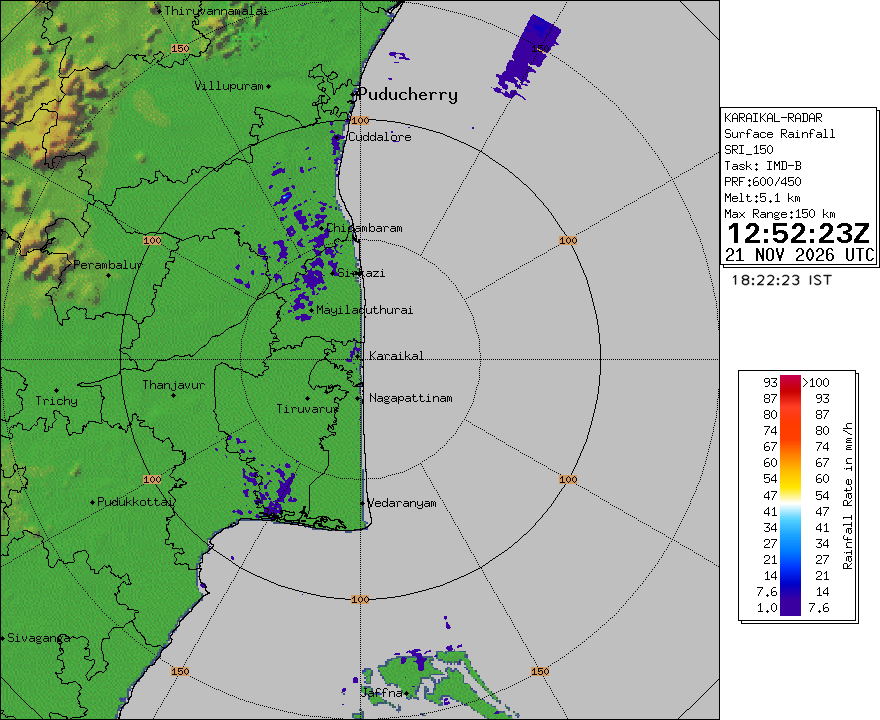 Thiruvannamalai
150
150
Villupuram
Puducherry
100
Cuddalore
Chidambaram
100
100
Perambalur
Sirkazi
Mayiladuthurai
Karaikal
Thanjavur
Trichy
Tiruvarur
Nagapattinam
100
100
Pudukkottai
Vedaranyam
100
Sivaganga
150
150
Jaffna
KARAIKAL-RADAR
Surface Rainfall
SRI_150
Task: IMD-B
PRF:600/450
Melt:5.1 km
Max Range:150 km
12:52:23Z
21 NOV 2026 UTC
18:22:23 IST
93 >100
87 93
80 87
74 80
67 74
60 67
54 60
47 54
41 47
34 41
27 34
21 27
14 21
7.6 14
1.0 7.6
Rainfall Rate in mm/h